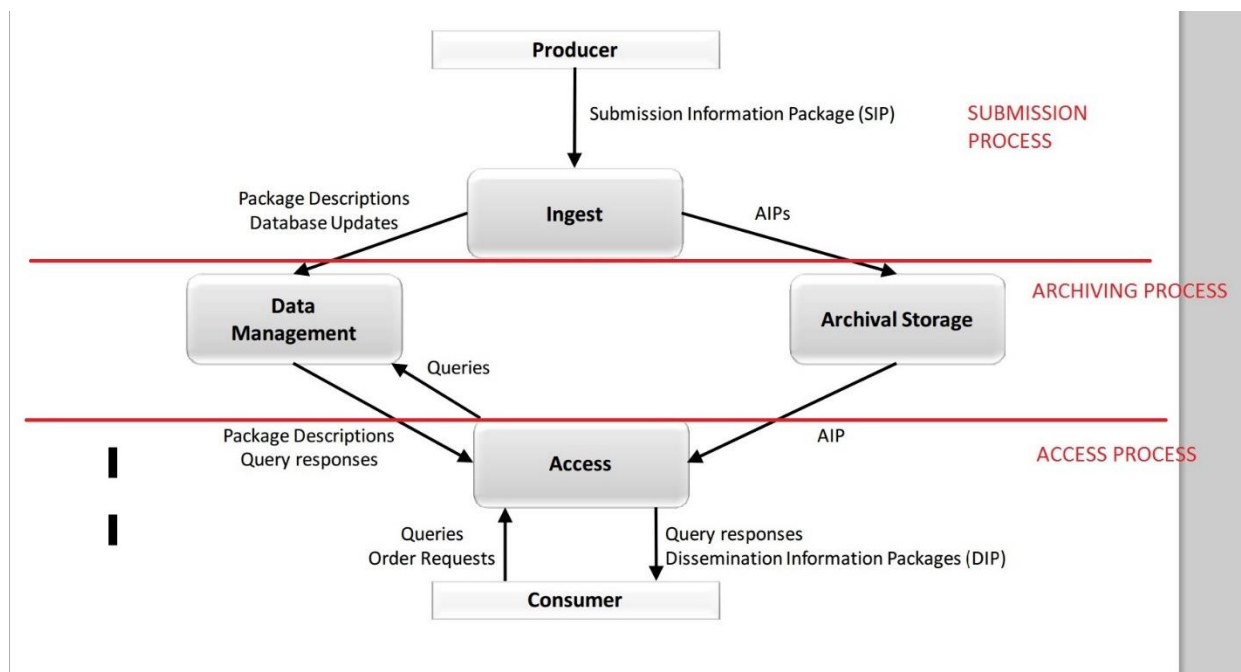 Producer
Submission Information Package (SIP)
SUBMISSION
PROCESS
Package Descriptions
Database Updates
Ingest
AIPs
ARCHIVING PROCESS
Data
Management
Archival Storage
Queries
Package Descriptions
Query responses
Access
AIP
ACCESS PROCESS
Queries
Order Requests
Query responses
Dissemination Information Packages (DIP)
Consumer